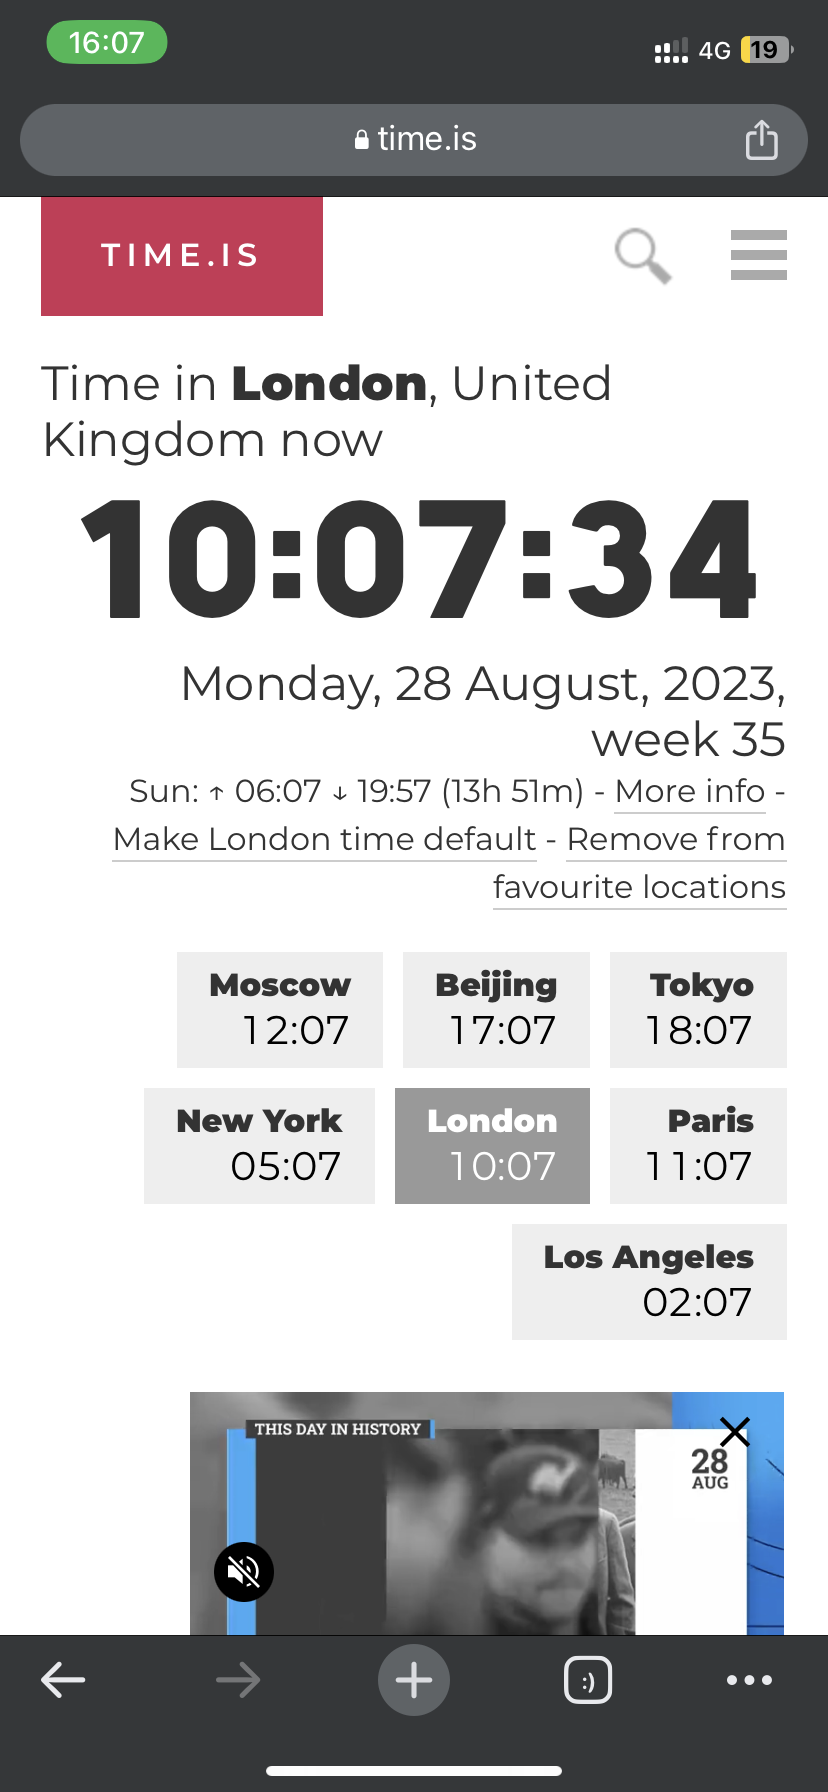 16:07
4G 19
time.is
TIME.IS
Time in London, United
Kingdom now
10:07:34
Monday, 28 August, 2023,
week 35
Sun: ↑ 06:07 ↓ 19:57 (13h 51m) - More info -
Make London time default - Remove from
favourite locations
Moscow
12:07
Beijing
17:07
Tokyo
18:07
New York
05:07
London
10:07
Paris
11:07
Los Angeles
02:07
THIS DAY IN HISTORY
28
AUG
:)